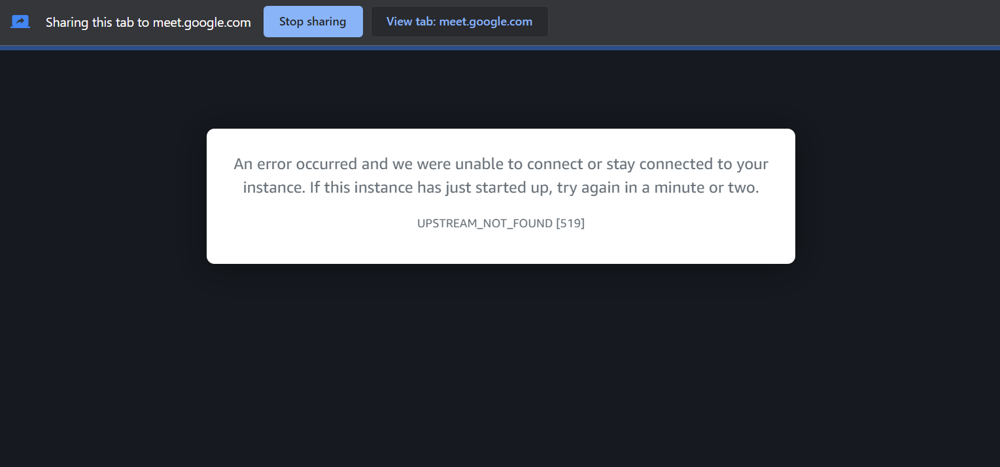 Sharing this tab to meet.google.com Stop sharing View tab: meet.google.com
An error occurred and we were unable to connect or stay connected to your
instance. If this instance has just started up, try again in a minute or two.
UPSTREAM_NOT_FOUND [519]